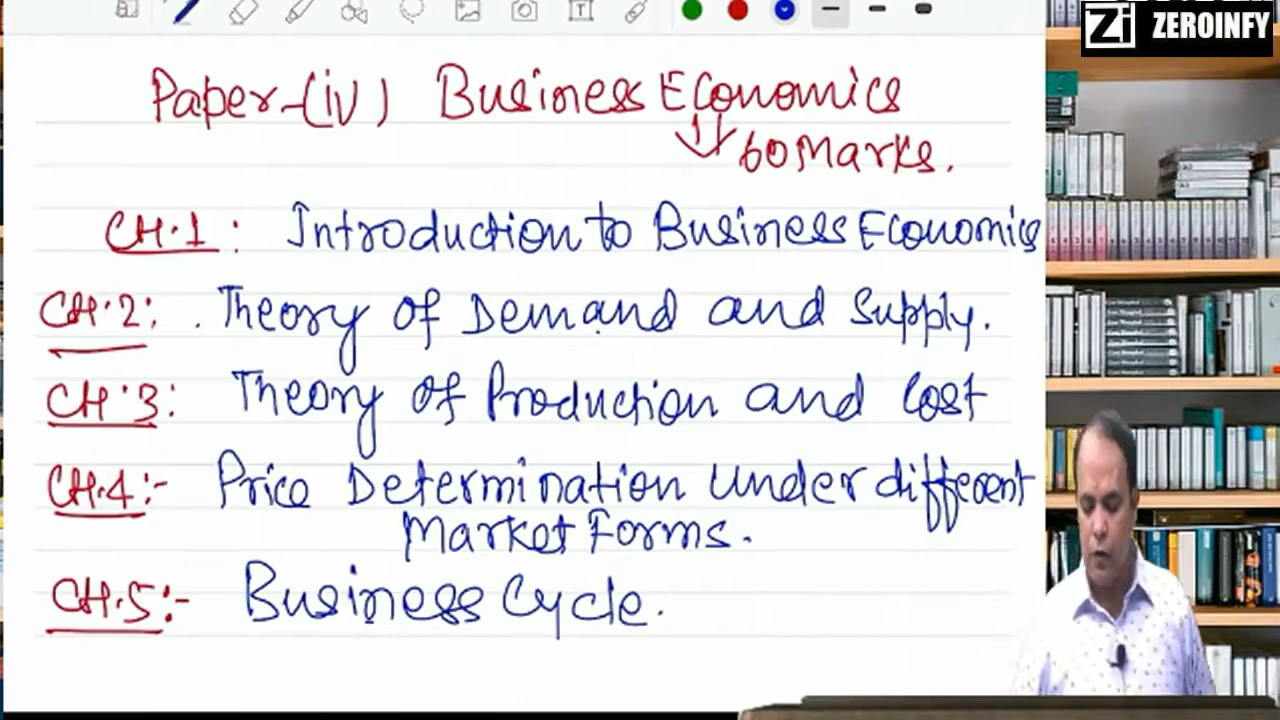 ZEROINFY
Paper-(iv) Business Economics
60 Marks.
CH.1: Introduction to Business Economics
CH.2: Theory of Demand and Supply.
CH.3: Theory of Production and Cost
CH.4:- Price Determination Under different
Market Forms.
CH.5:- Business Cycle.